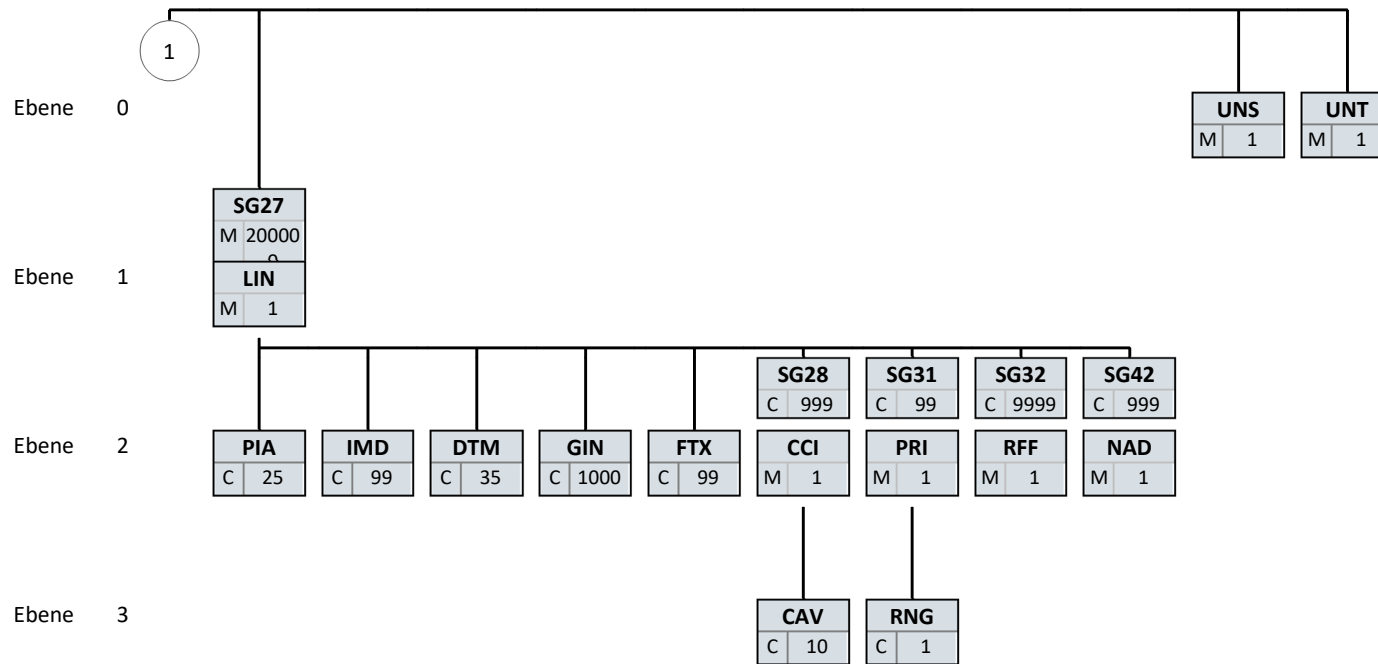 1
Ebene 0
UNS UNT
M 1 M 1
SG27
M 20000
Ebene 1
LIN
M 1
SG28 SG31 SG32 SG42
C 999 C 99 C 9999 C 999
Ebene 2
PIA IMD DTM GIN FTX CCI PRI RFF NAD
C 25 C 99 C 35 C 1000 C 99 M 1 M 1 M 1 M 1
Ebene 3
CAV RNG
C 10 C 1